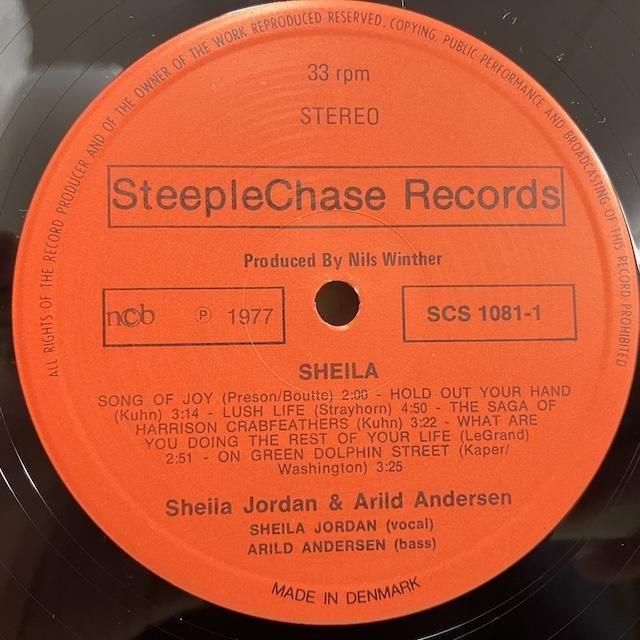 ALL RIGHTS OF THE RECORD PRODUCER AND OF THE OWNER OF THE WORK REPRODUCED RESERVED. COPYING, PUBLIC PERFORMANCE AND BROADCASTING OF THIS RECORD PROHIBITED
33 rpm
STEREO
SteepleChase Records
Produced By Nils Winther
ncb ℗ 1977
SCS 1081-1
SHEILA
SONG OF JOY (Preson/Boutte) 2:00 - HOLD OUT YOUR HAND
(Kuhn) 3:14 - LUSH LIFE (Strayhorn) 4:50 - THE SAGA OF
HARRISON CRABFEATHERS (Kuhn) 3:22 - WHAT ARE
YOU DOING THE REST OF YOUR LIFE (LeGrand)
2:51 - ON GREEN DOLPHIN STREET (Kaper/
Washington) 3:25
Sheila Jordan & Arild Andersen
SHEILA JORDAN (vocal)
ARILD ANDERSEN (bass)
MADE IN DENMARK